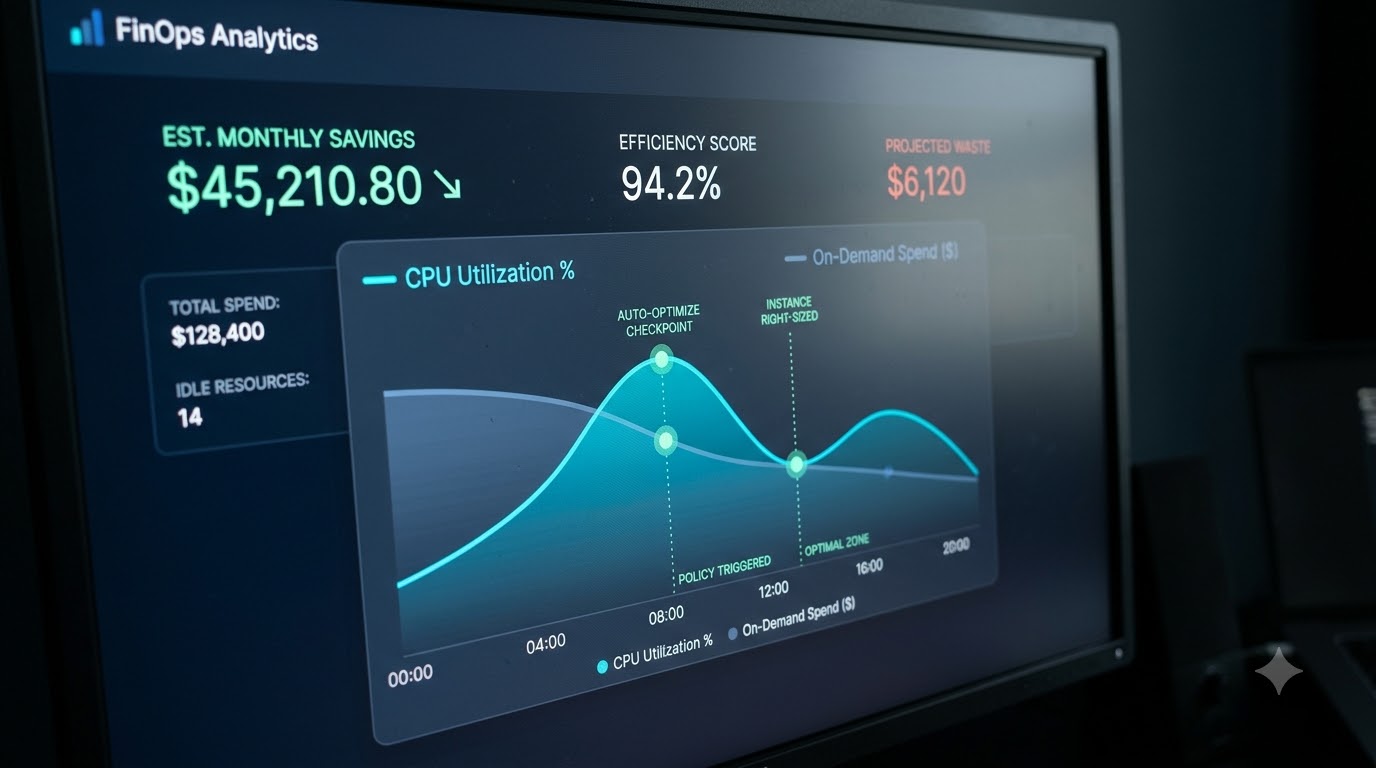 FinOps Analytics
EST. MONTHLY SAVINGS
$45,210.80 ↘
EFFICIENCY SCORE
94.2%
PROJECTED WASTE
$6,120
TOTAL SPEND:
$128,400
IDLE RESOURCES:
14
CPU Utilization %
On-Demand Spend ($)
AUTO-OPTIMIZE
CHECKPOINT
INSTANCE
RIGHT-SIZED
POLICY TRIGGERED
OPTIMAL ZONE
00:00
04:00
08:00
12:00
16:00
20:00
CPU Utilization %
On-Demand Spend ($)